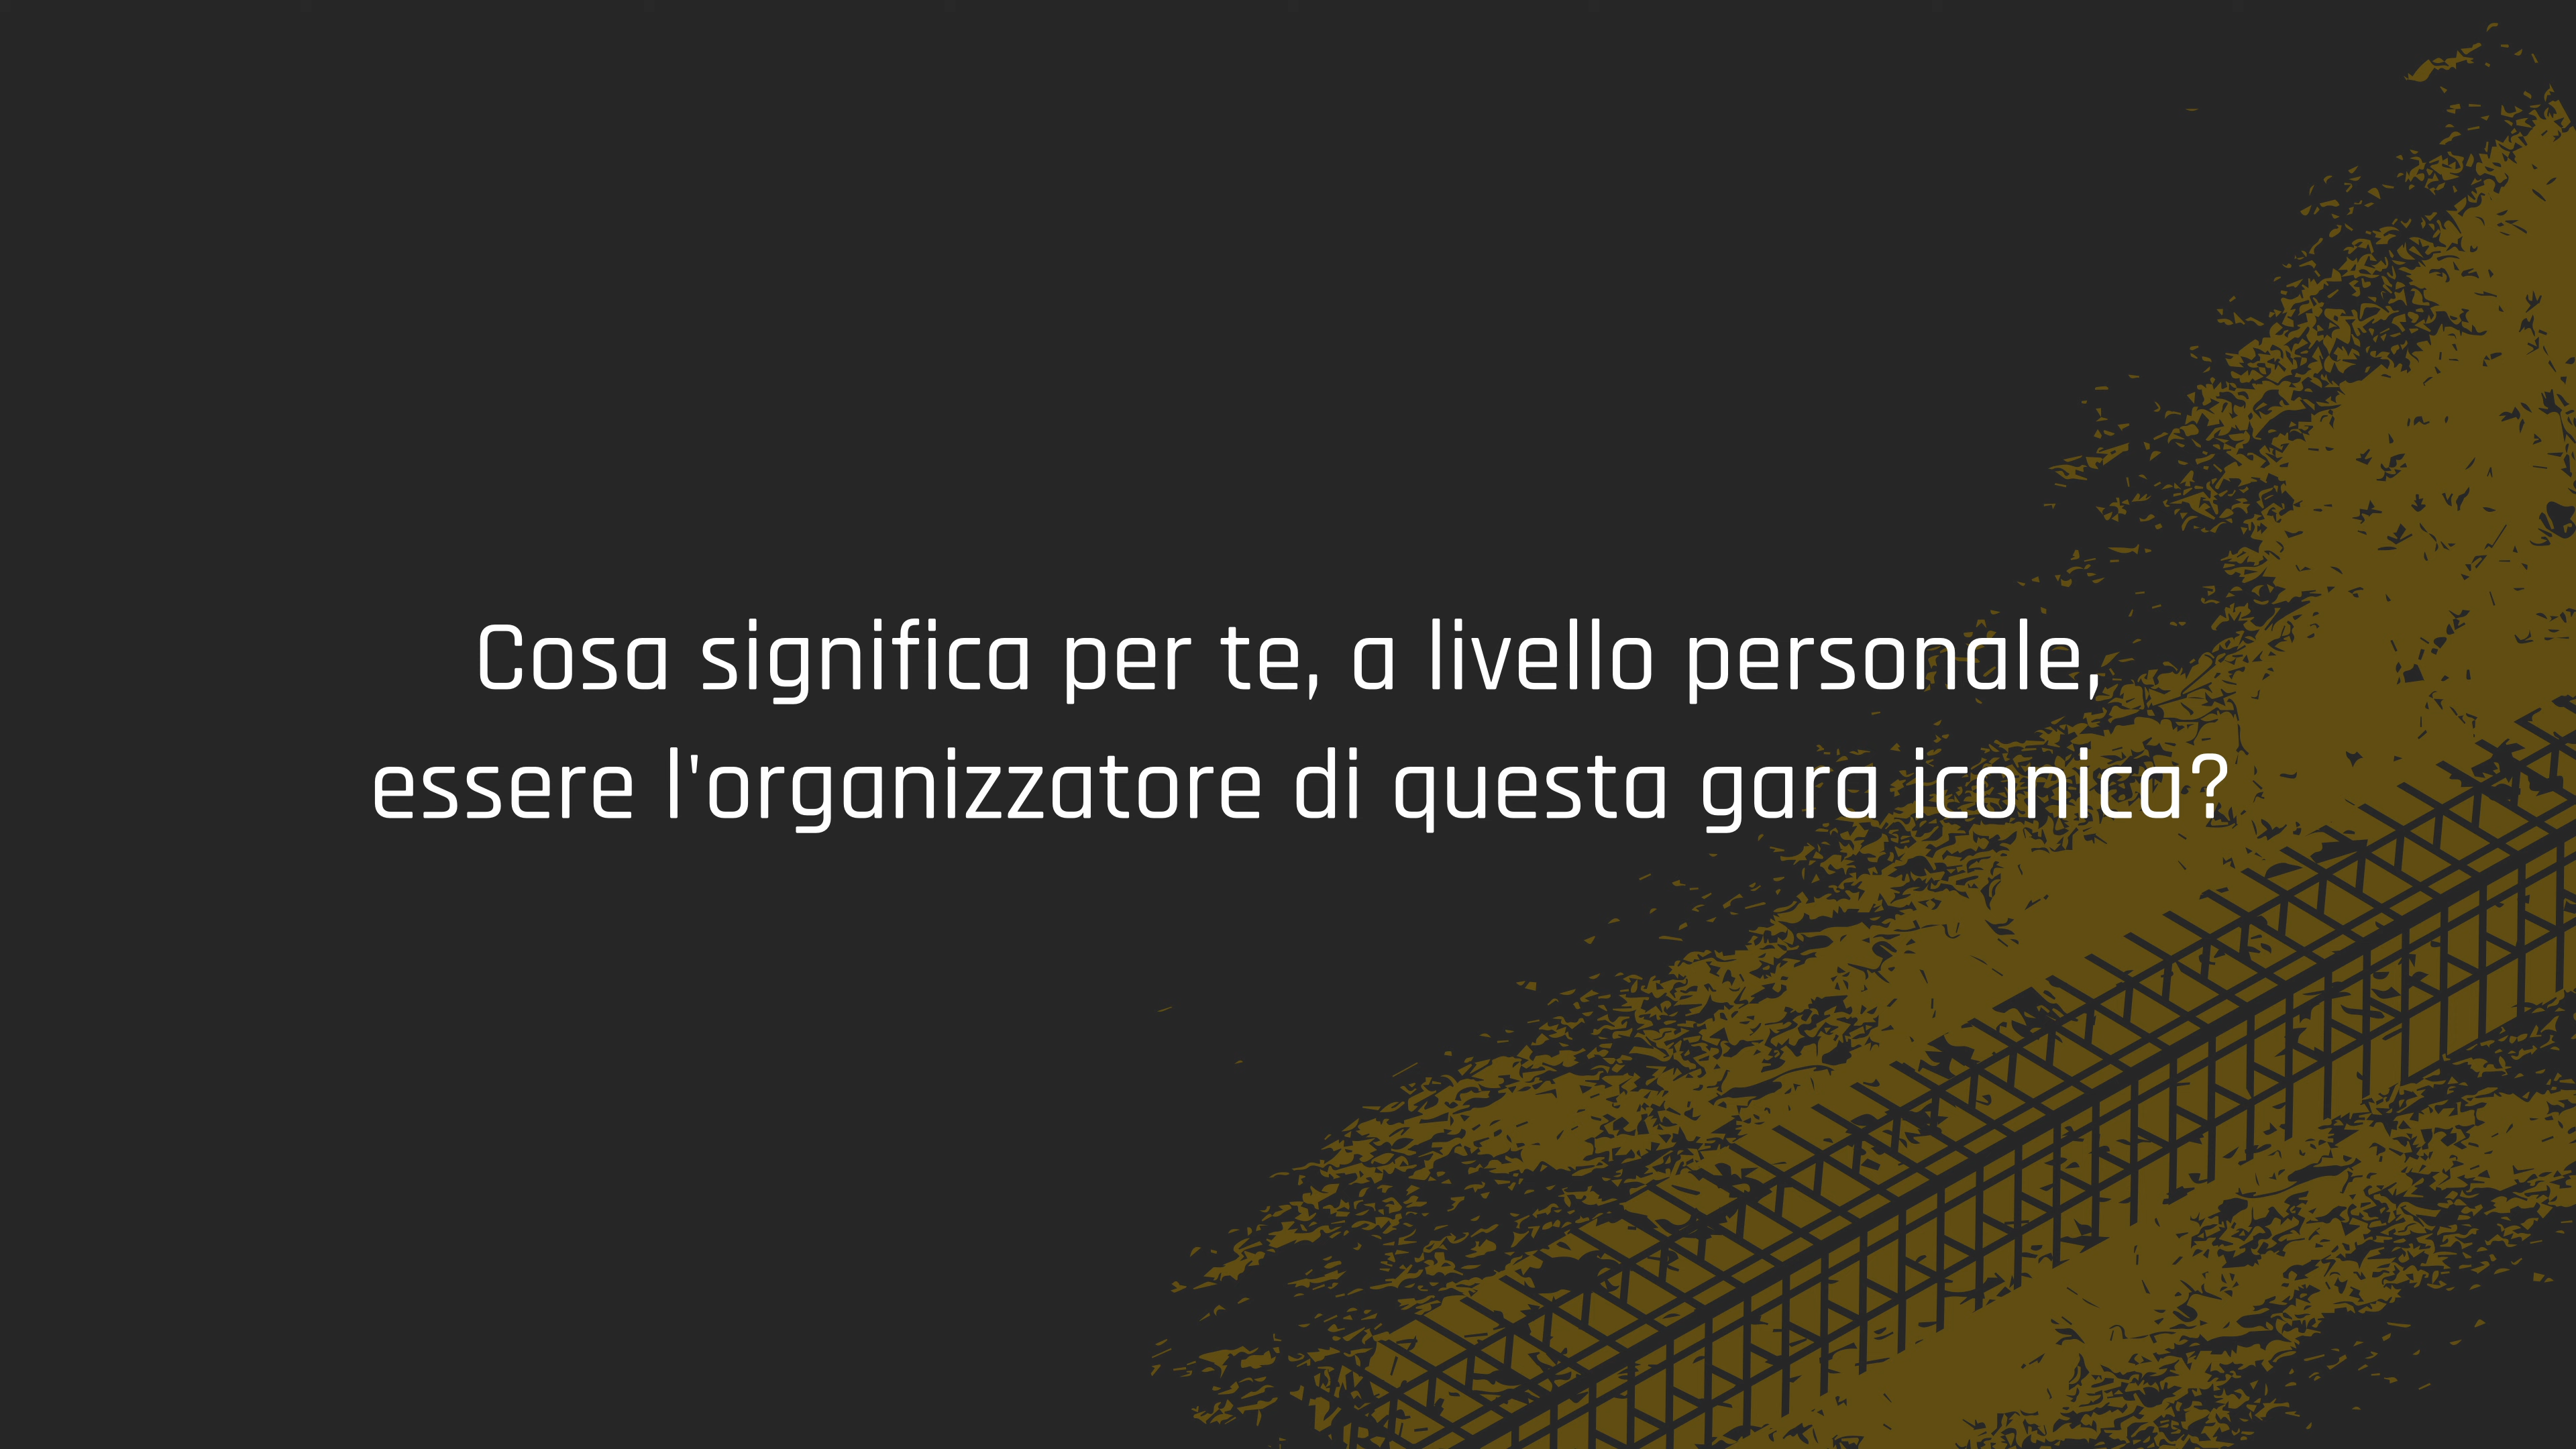 Cosa significa per te, a livello personale,
essere l'organizzatore di questa gara iconica?